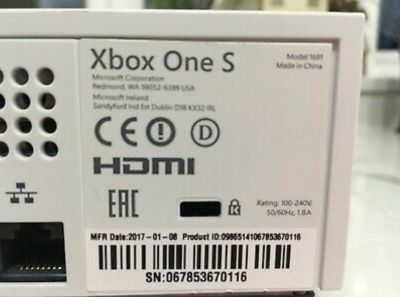 Xbox One S
Model 1681
Made in China
Microsoft Corporation
Redmond, WA 98052-6399 USA
Microsoft Ireland
Sandyford Ind Est Dublin D18 KX32 IRL
CE D
HDMI
EAC
K
Rating: 100-240V,
50/60Hz, 1.8A
MFR Date:2017-01-08 Product ID:09865141067853670116
SN:067853670116